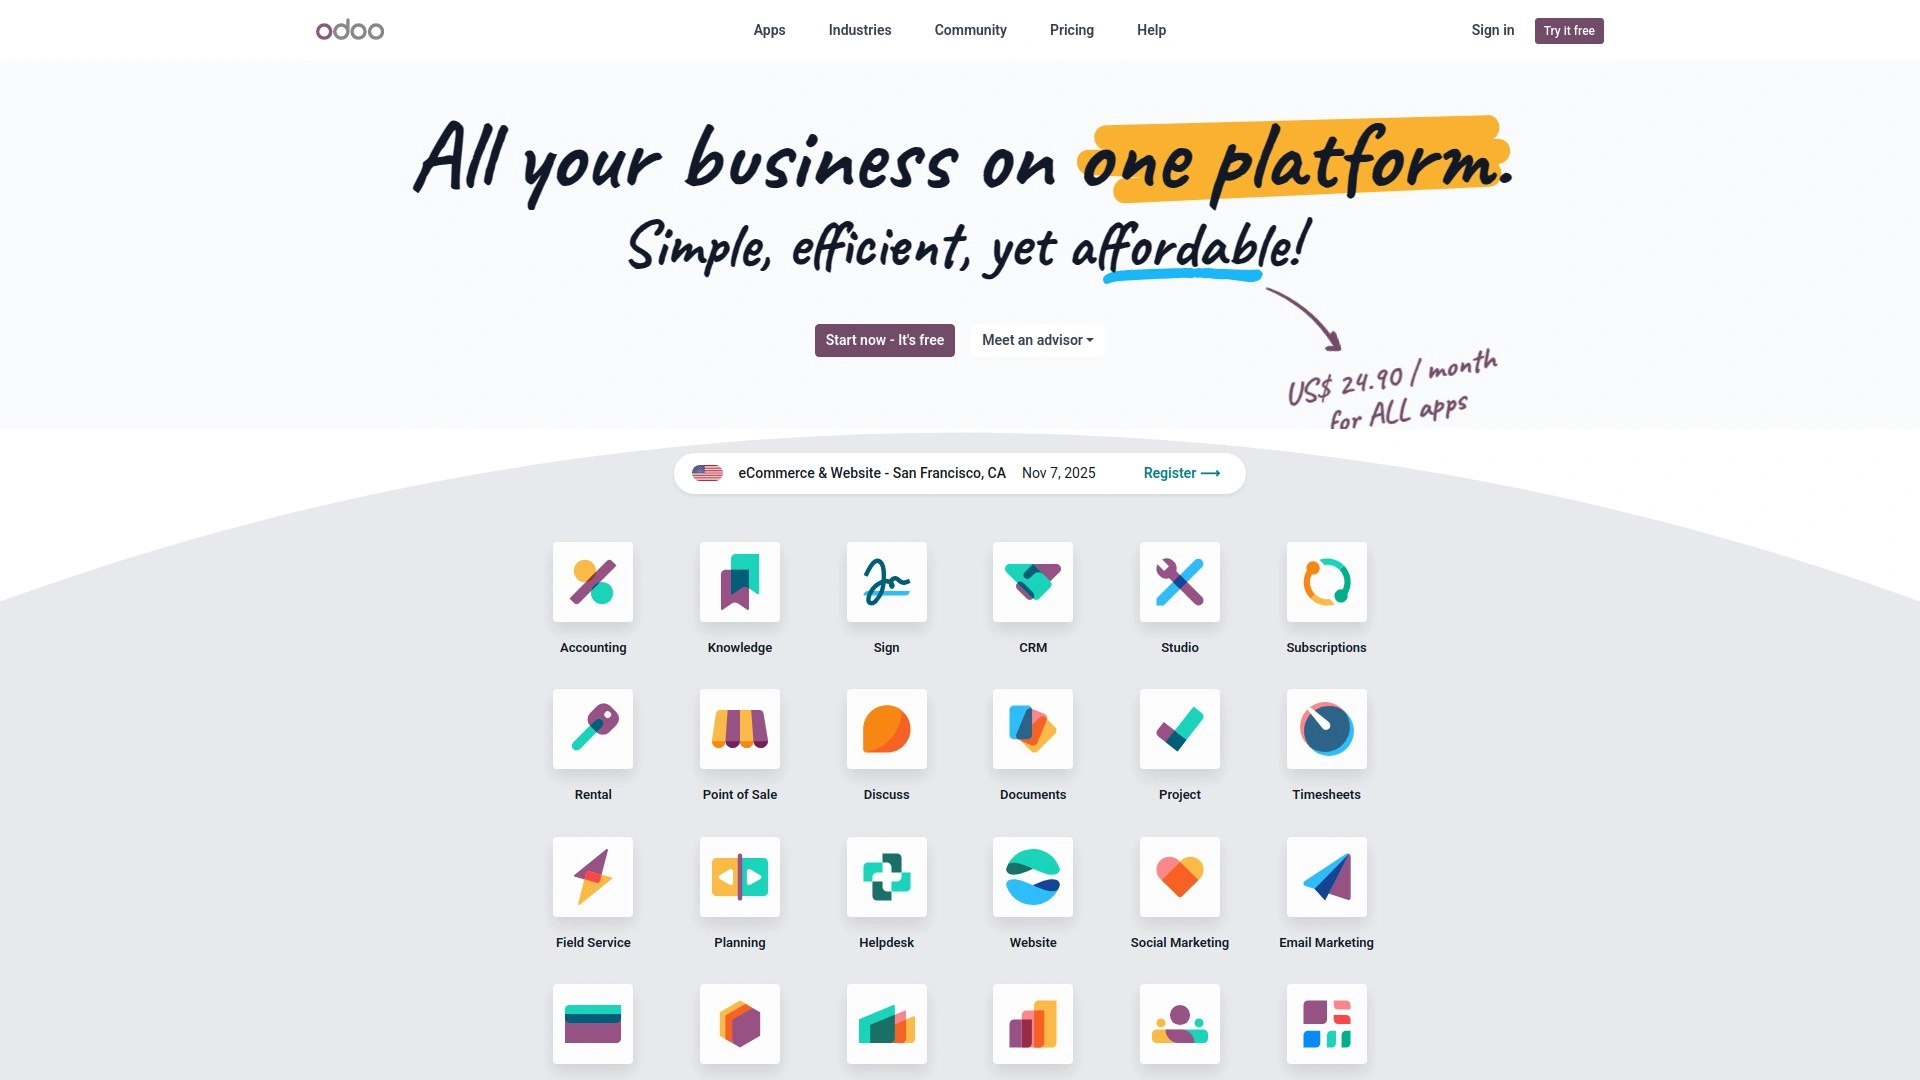 odoo
Apps
Industries
Community
Pricing
Help
Sign in
Try it free
All your business on one platform.
Simple, efficient, yet affordable!
Start now - It's free
Meet an advisor
US$ 24.90 / month
for ALL apps
eCommerce & Website - San Francisco, CA Nov 7, 2025 Register ⟶
Accounting
Knowledge
Sign
CRM
Studio
Subscriptions
Rental
Point of Sale
Discuss
Documents
Project
Timesheets
Field Service
Planning
Helpdesk
Website
Social Marketing
Email Marketing